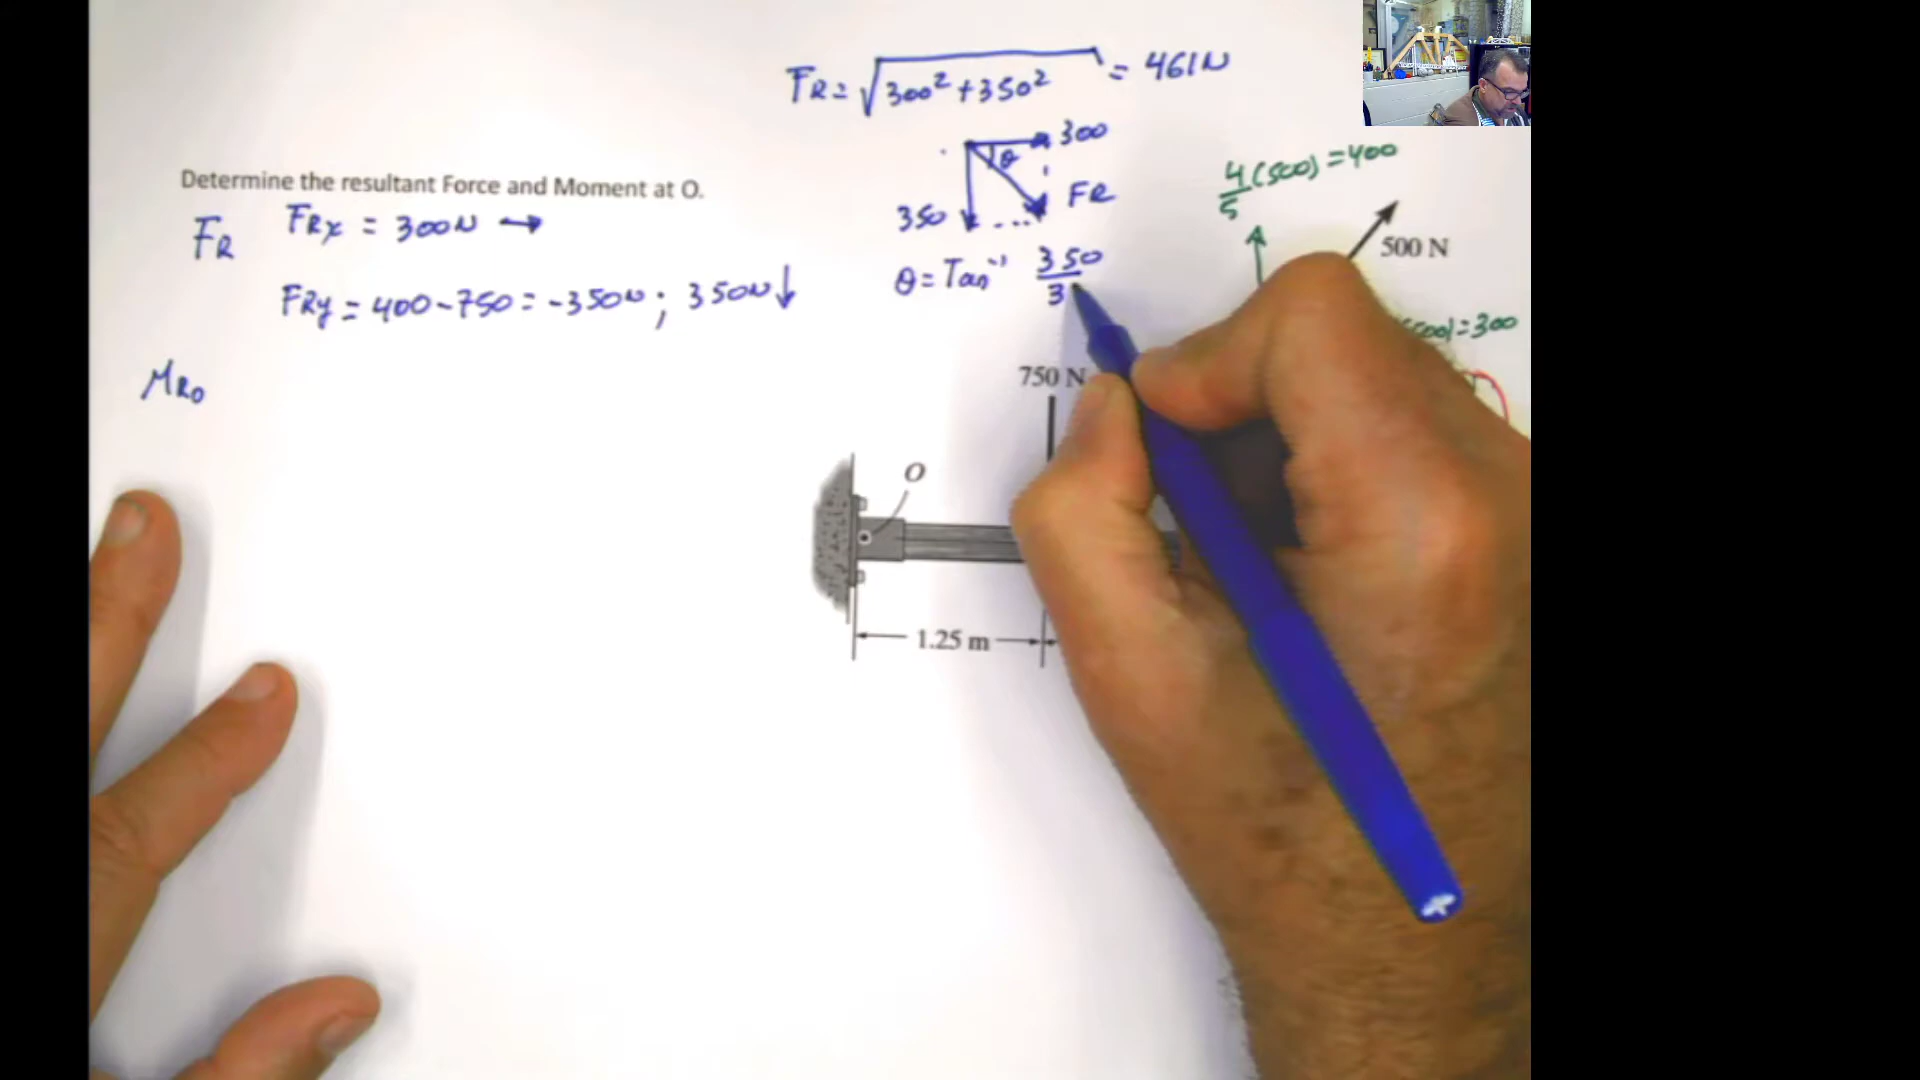 FR = √300² + 350² = 461N
300
θ
4/5 (500) = 400
Determine the resultant Force and Moment at O.
FR
350
500 N
FR FRx = 300N →
θ = Tan⁻¹ 350/3
FRy = 400 - 750 = -350N ; 350N ↓
500) = 300
MRO
750 N
O
1.25 m